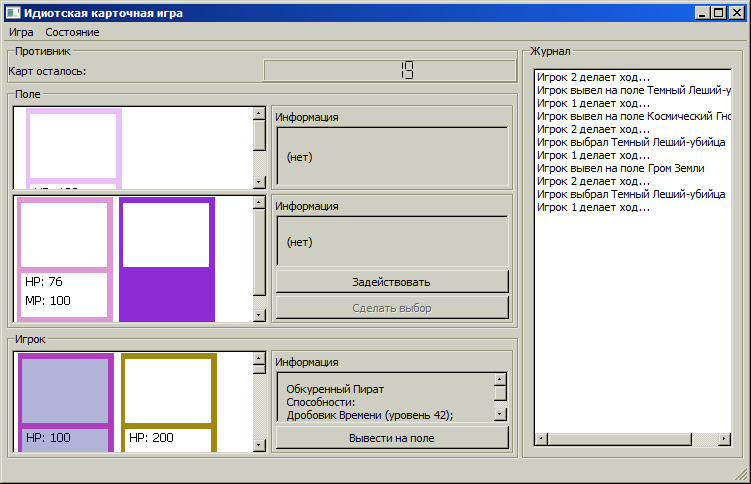 Идиотская карточная игра
Игра Состояние
Противник
Карт осталось:
19
Поле
Информация
(нет)
Информация
(нет)
HP: 76
MP: 100
Задействовать
Сделать выбор
Игрок
HP: 100
HP: 200
Информация
Обкуренный Пират
Способности:
Дробовик Времени (уровень 42);
Вывести на поле
Журнал
Игрок 2 делает ход...
Игрок вывел на поле Темный Леший-у
Игрок 1 делает ход...
Игрок вывел на поле Космический Гно
Игрок 2 делает ход...
Игрок выбрал Темный Леший-убийца
Игрок 1 делает ход...
Игрок вывел на поле Гром Земли
Игрок 2 делает ход...
Игрок выбрал Темный Леший-убийца
Игрок 1 делает ход...